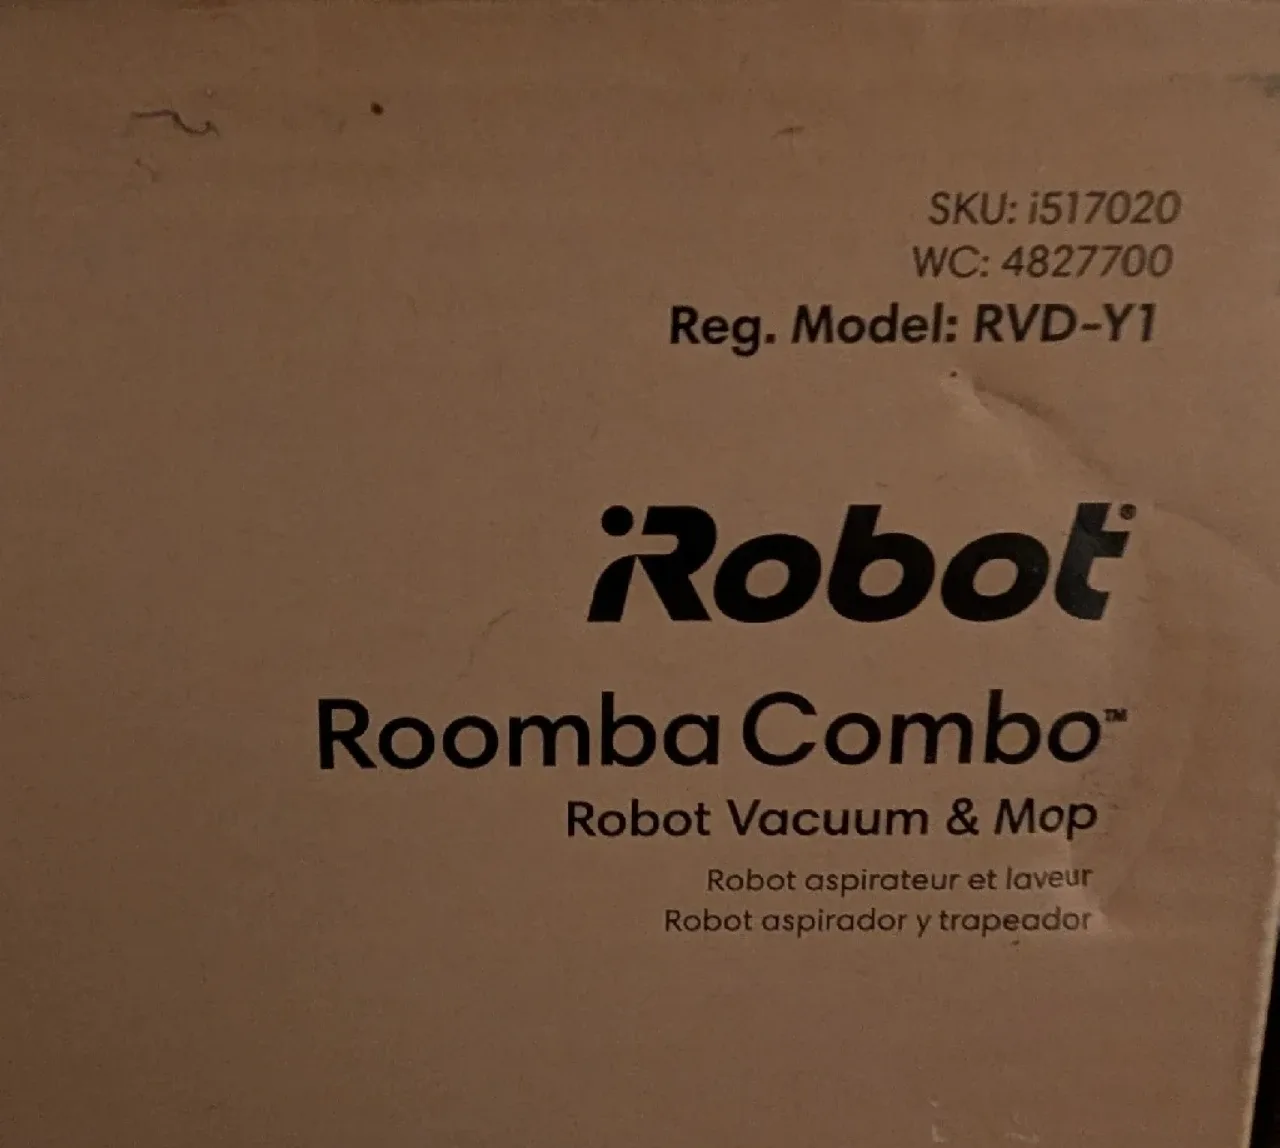 SKU: i517020
WC: 4827700
Reg. Model: RVD-Y1
iRobot®
Roomba Combo™
Robot Vacuum & Mop
Robot aspirateur et laveur
Robot aspirador y trapeador